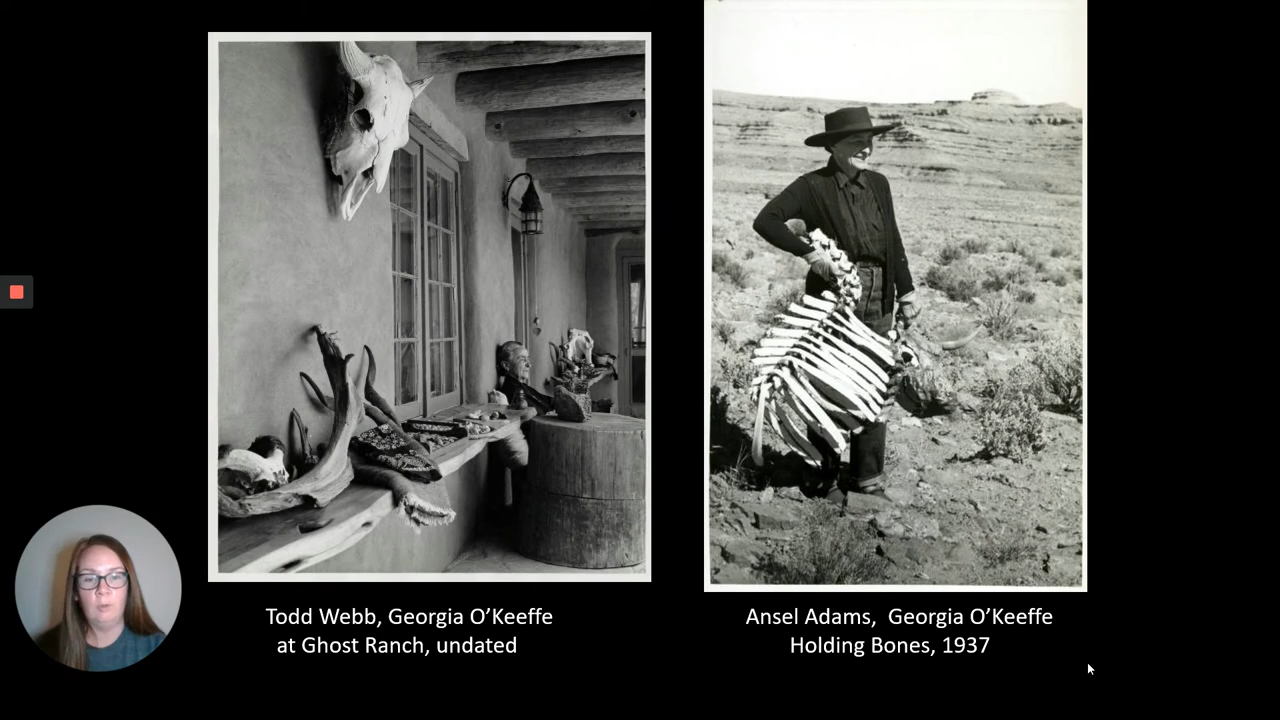 Todd Webb, Georgia O’Keeffe
at Ghost Ranch, undated
Ansel Adams,  Georgia O’Keeffe
Holding Bones, 1937